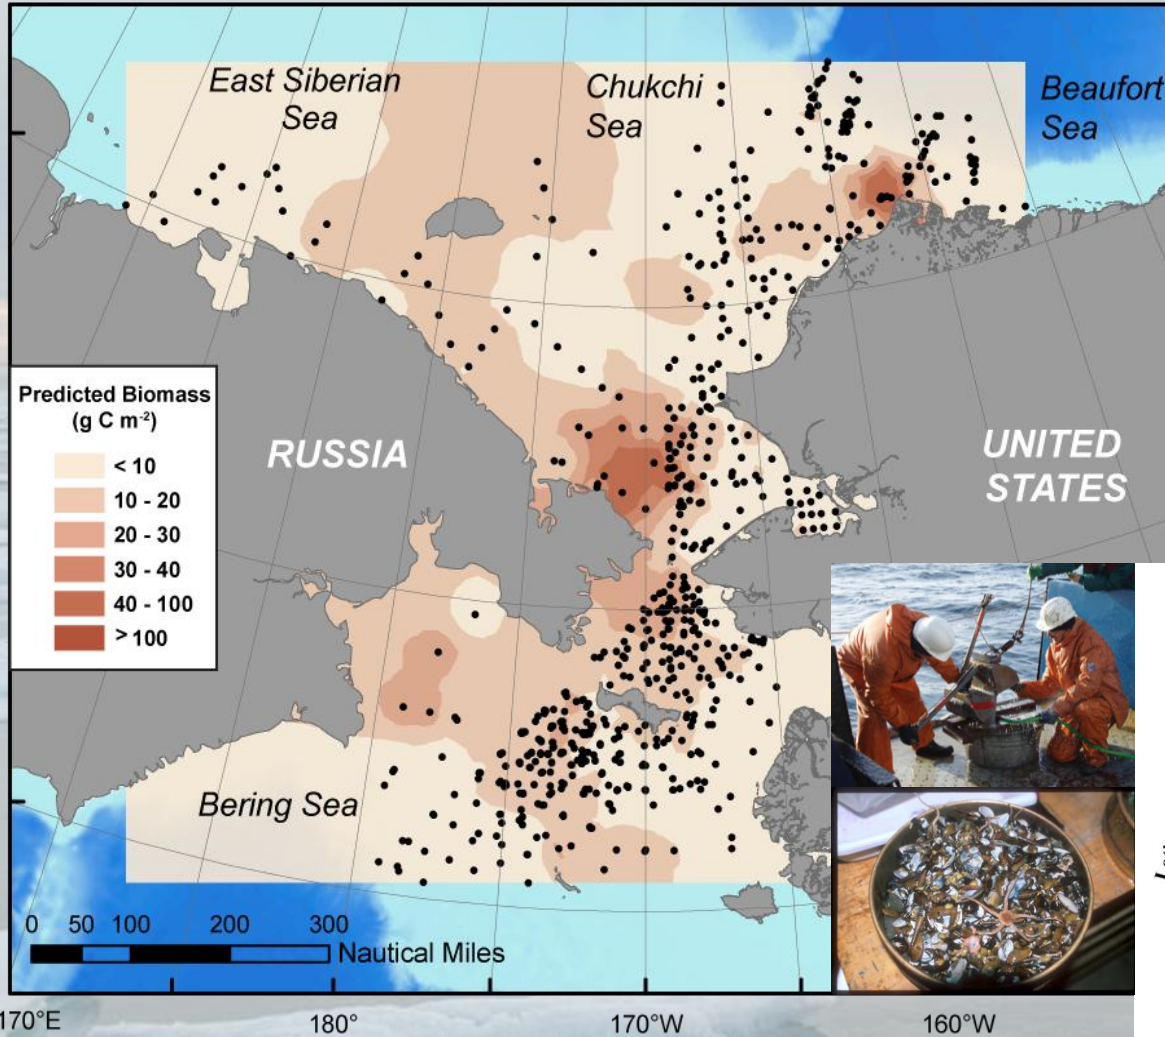 East Siberian
Sea
Chukchi
Sea
Beaufort
Sea
Predicted Biomass
(g C m⁻²)
< 10
10 - 20
20 - 30
30 - 40
40 - 100
> 100
RUSSIA
UNITED
STATES
Bering Sea
0 50 100 200 300
Nautical Miles
170°E 180° 170°W 160°W